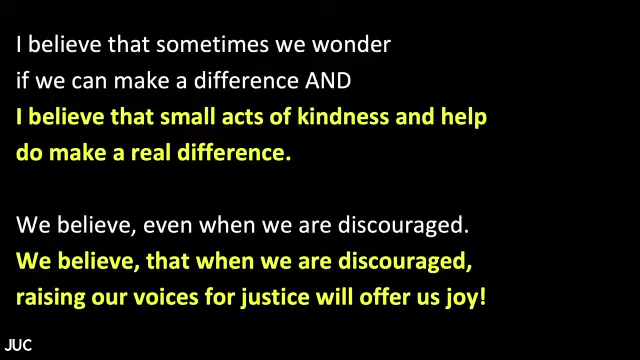 I believe that sometimes we wonder
if we can make a difference AND
I believe that small acts of kindness and help
do make a real difference.
We believe, even when we are discouraged.
We believe, that when we are discouraged,
raising our voices for justice will offer us joy!
JUC